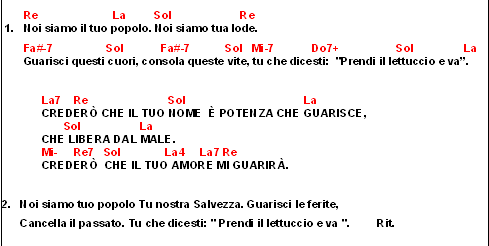 Re La Sol Re
1. Noi siamo il tuo popolo. Noi siamo tua lode.
Fa#-7 Sol Fa#-7 Sol Mi-7 Do7+ Sol La
Guarisci questi cuori, consola queste vite, tu che dicesti: "Prendi il lettuccio e va".
La7 Re Sol La
CREDERÒ CHE IL TUO NOME È POTENZA CHE GUARISCE,
Sol La
CHE LIBERA DAL MALE.
Mi- Re7 Sol La4 La7 Re
CREDERÒ CHE IL TUO AMORE MI GUARIRÀ.
2. Noi siamo tuo popolo Tu nostra Salvezza. Guarisci le ferite,
Cancella il passato. Tu che dicesti: " Prendi il lettuccio e va ". Rit.